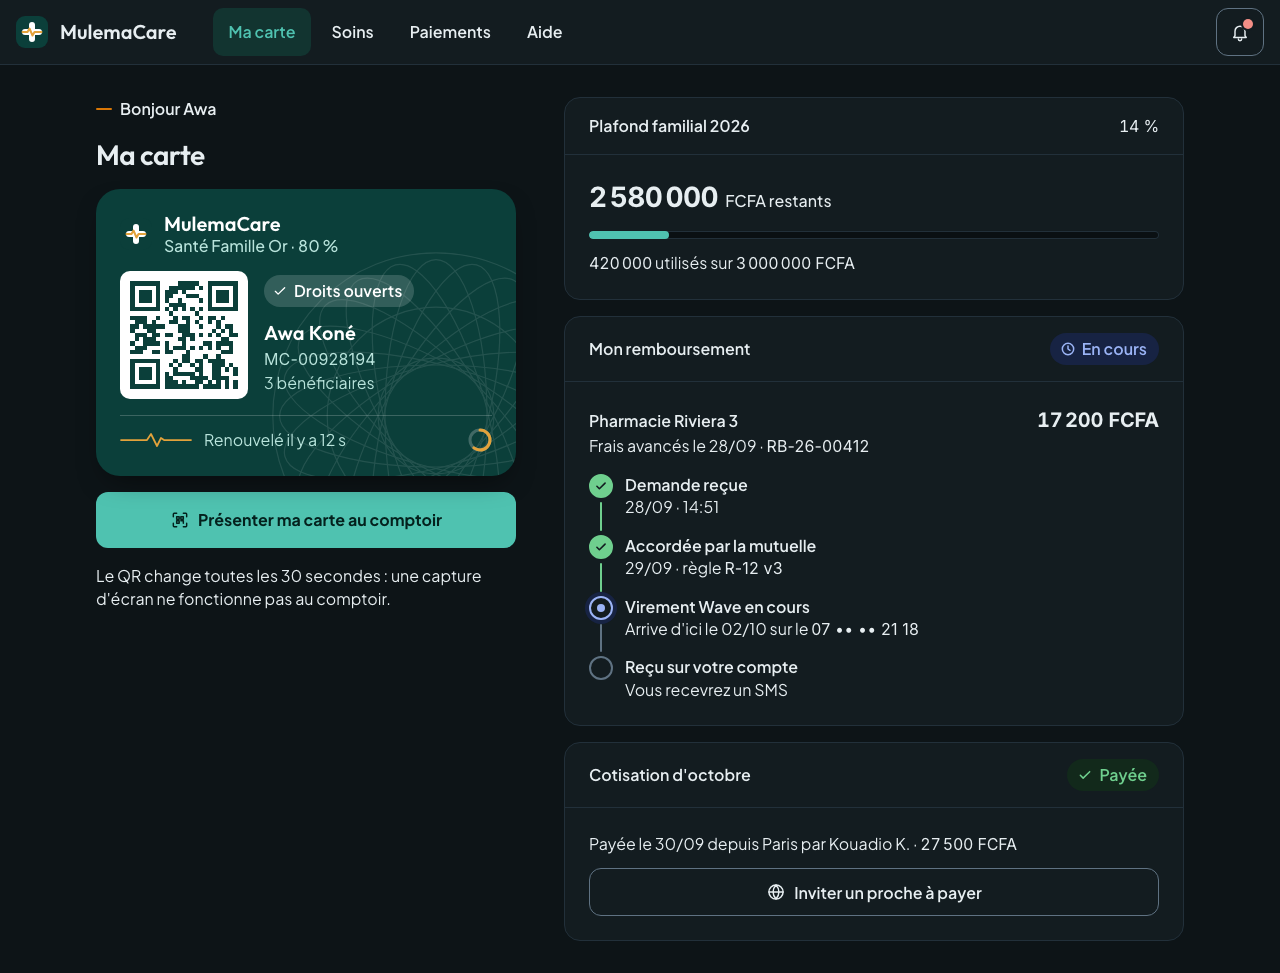 MulemaCare
Ma carte
Soins
Paiements
Aide
Bonjour Awa
Ma carte
MulemaCare
Santé Famille Or · 80 %
Droits ouverts
Awa Koné
MC-00928194
3 bénéficiaires
Renouvelé il y a 12 s
Présenter ma carte au comptoir
Le QR change toutes les 30 secondes : une capture
d'écran ne fonctionne pas au comptoir.
Plafond familial 2026
14 %
2 580 000 FCFA restants
420 000 utilisés sur 3 000 000 FCFA
Mon remboursement
En cours
Pharmacie Riviera 3
17 200 FCFA
Frais avancés le 28/09 · RB-26-00412
Demande reçue
28/09 · 14:51
Accordée par la mutuelle
29/09 · règle R-12 v3
Virement Wave en cours
Arrive d'ici le 02/10 sur le 07 •• •• 21 18
Reçu sur votre compte
Vous recevrez un SMS
Cotisation d'octobre
Payée
Payée le 30/09 depuis Paris par Kouadio K. · 27 500 FCFA
Inviter un proche à payer